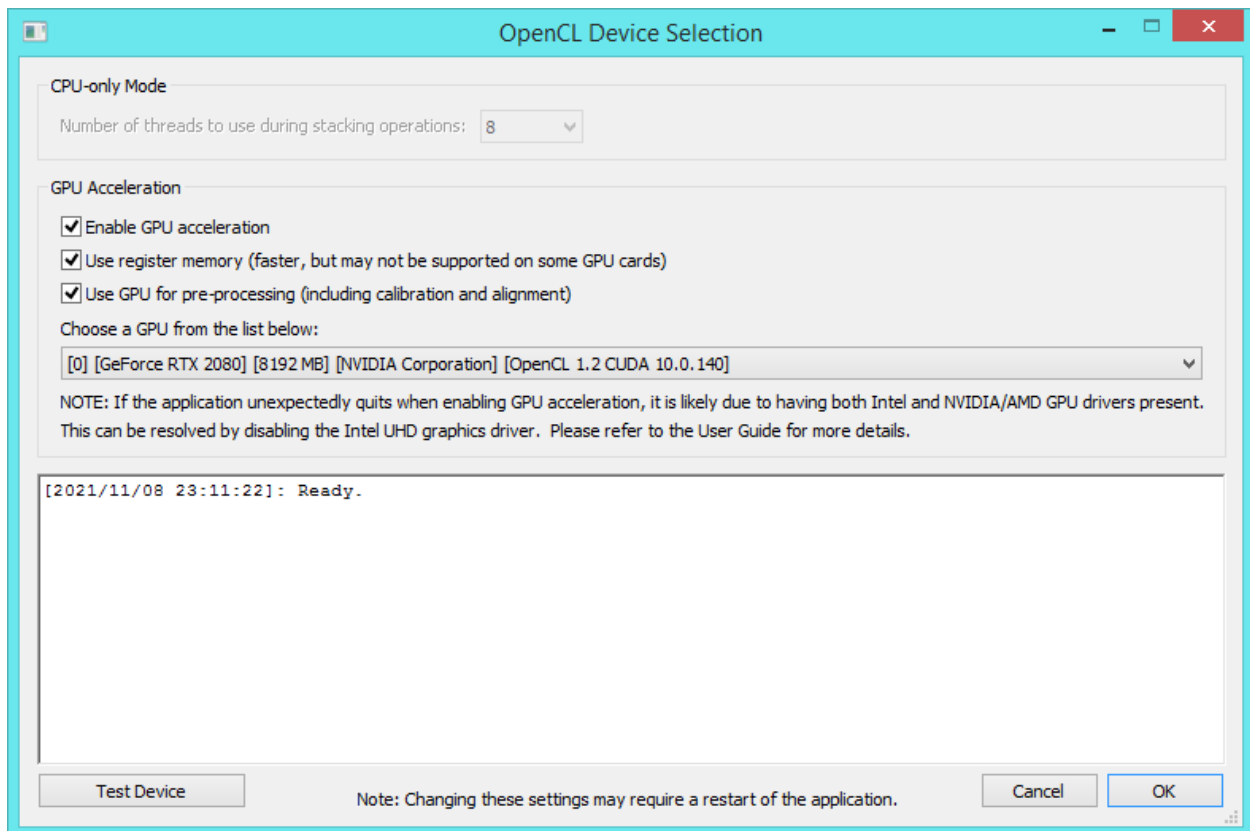 OpenCL Device Selection
CPU-only Mode
Number of threads to use during stacking operations: 8
GPU Acceleration
Enable GPU acceleration
Use register memory (faster, but may not be supported on some GPU cards)
Use GPU for pre-processing (including calibration and alignment)
Choose a GPU from the list below:
[0] [GeForce RTX 2080] [8192 MB] [NVIDIA Corporation] [OpenCL 1.2 CUDA 10.0.140]
NOTE: If the application unexpectedly quits when enabling GPU acceleration, it is likely due to having both Intel and NVIDIA/AMD GPU drivers present.
This can be resolved by disabling the Intel UHD graphics driver.  Please refer to the User Guide for more details.
[2021/11/08 23:11:22]: Ready.
Test Device
Note: Changing these settings may require a restart of the application.
Cancel
OK